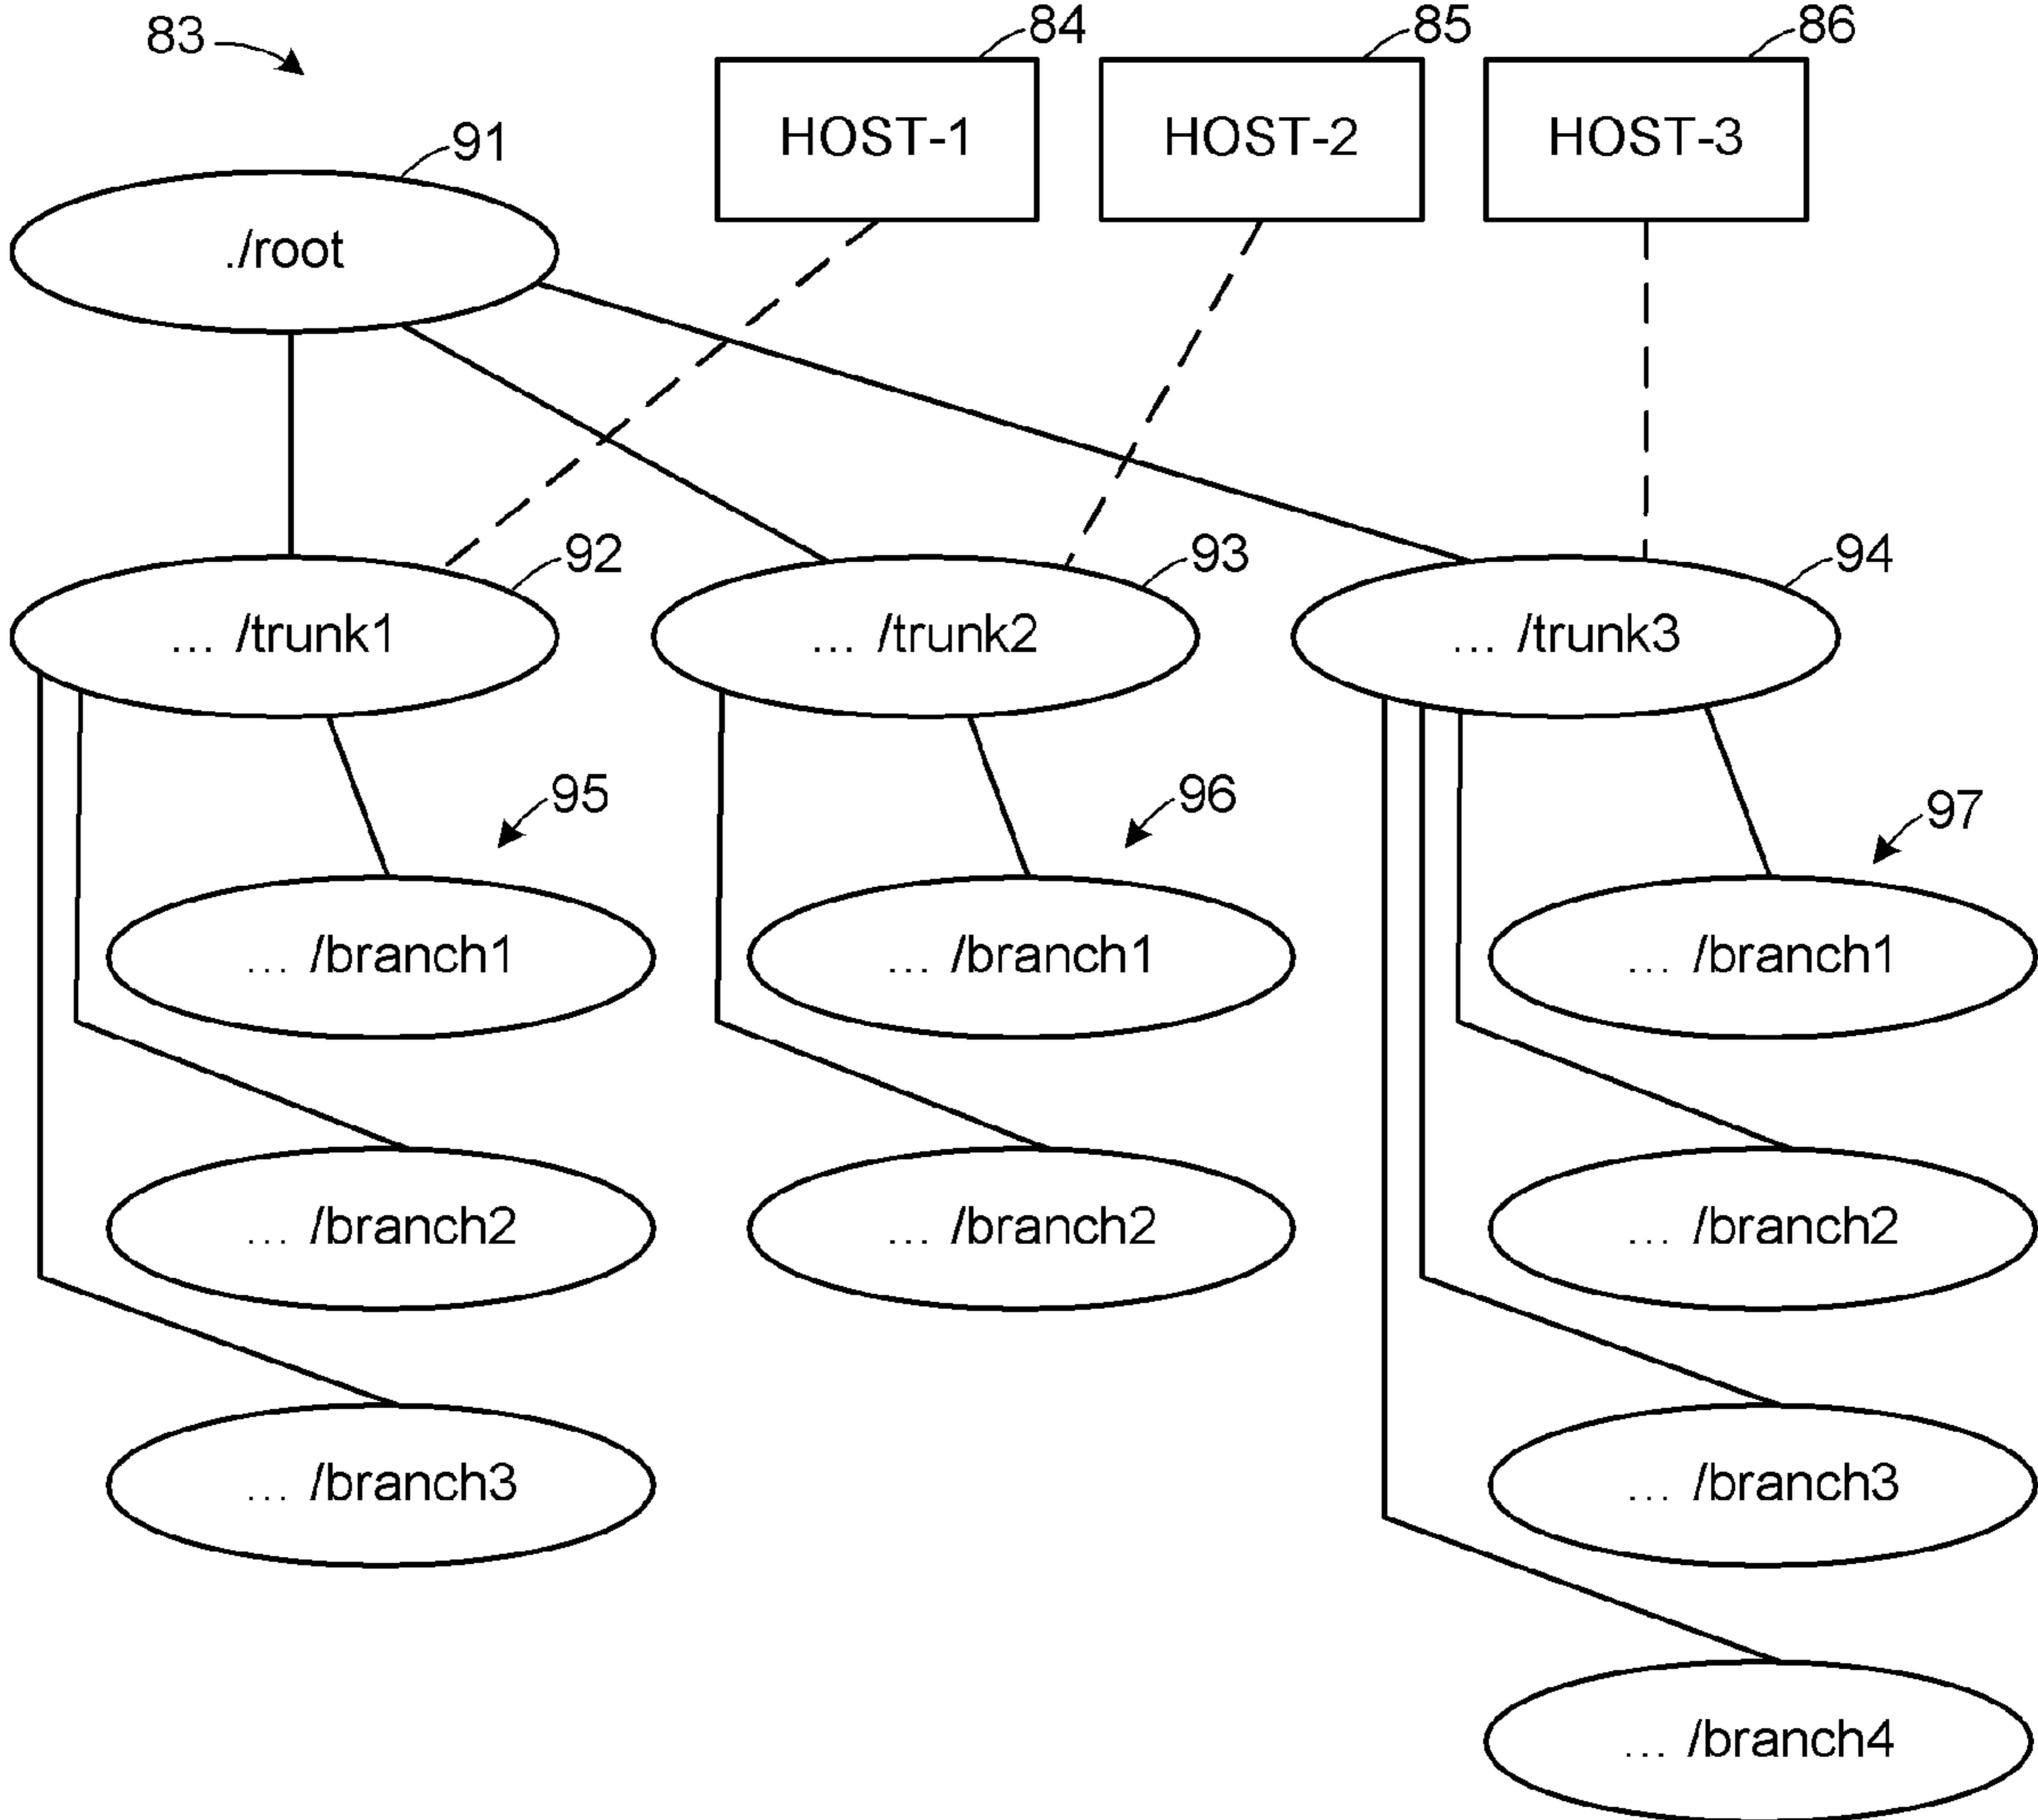 83
84
85
86
HOST-1
HOST-2
HOST-3
91
./root
92
93
94
... /trunk1
... /trunk2
... /trunk3
95
96
97
... /branch1
... /branch1
... /branch1
... /branch2
... /branch2
... /branch2
... /branch3
... /branch3
... /branch4